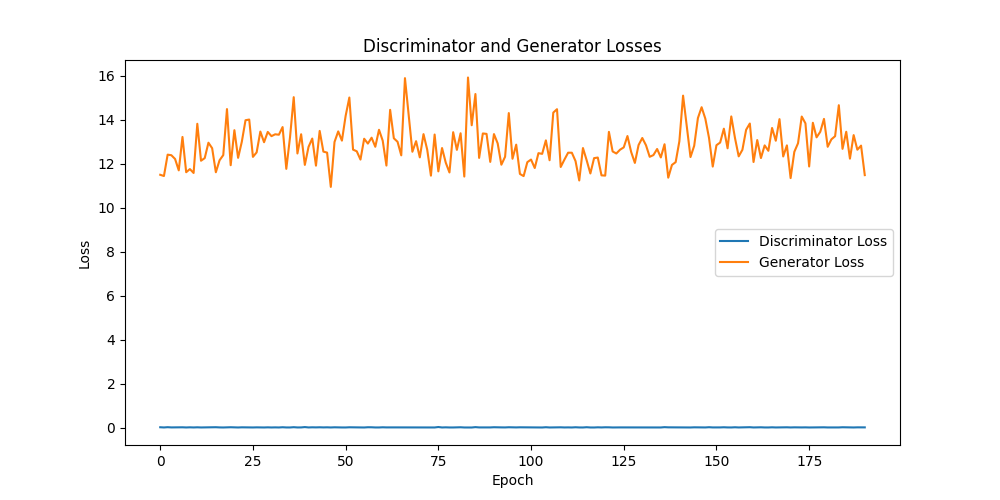 Discriminator and Generator Losses
16
14
12
10
8
6
4
2
0
Loss
Discriminator Loss
Generator Loss
0 25 50 75 100 125 150 175
Epoch